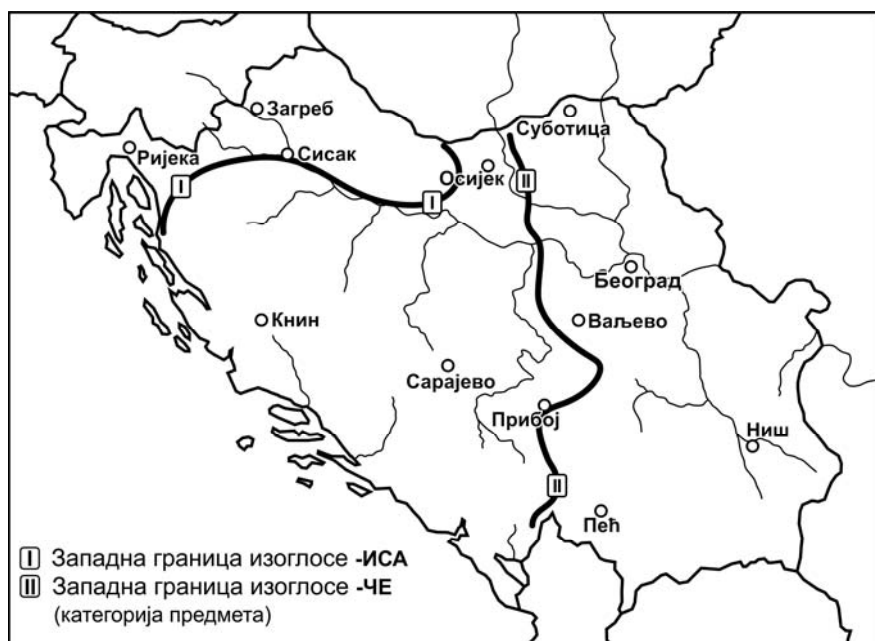 Загреб
Суботица
Ријека
Сисак
Осијек
I
II
I
Београд
Книн
Ваљево
Сарајево
Прибој
Ниш
II
Пећ
I Западна граница изоглосе -ИСА
II Западна граница изоглосе -ЧЕ
(категорија предмета)